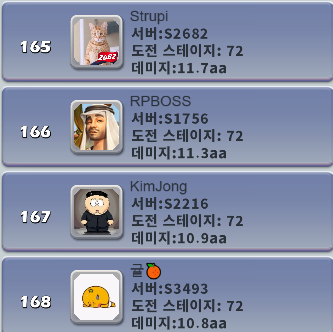 165
Strupi
서버:S2682
도전 스테이지: 72
데미지:11.7aa
2682
166
RPBOSS
서버:S1756
도전 스테이지: 72
데미지:11.3aa
167
KimJong
서버:S2216
도전 스테이지: 72
데미지:10.9aa
168
귤🍊
서버:S3493
도전 스테이지: 72
데미지:10.8aa